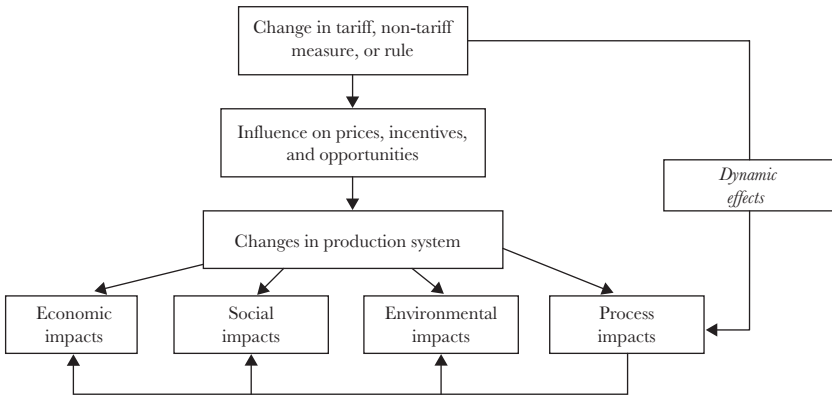 Change in tariff, non-tariff
measure, or rule
Influence on prices, incentives,
and opportunities
Dynamic
effects
Changes in production system
Economic
impacts
Social
impacts
Environmental
impacts
Process
impacts